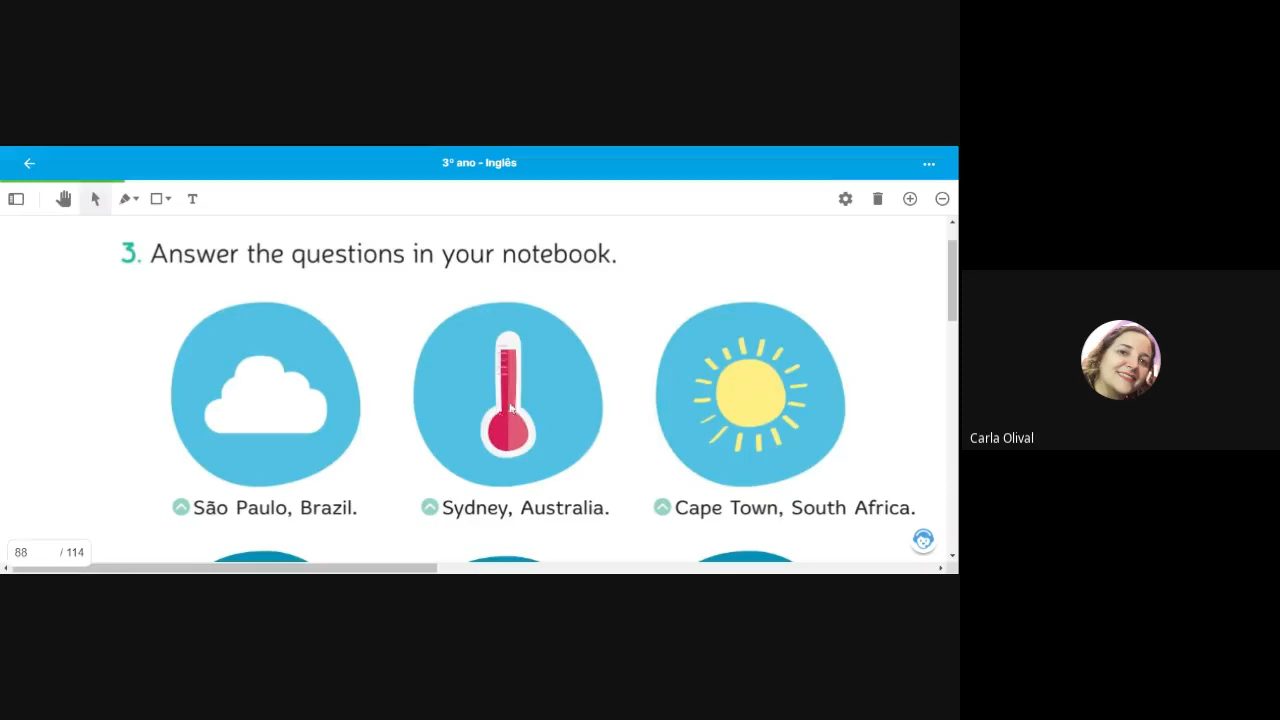 3º ano - Inglês
T
3. Answer the questions in your notebook.
São Paulo, Brazil.
Sydney, Australia.
Cape Town, South Africa.
88 / 114
Carla Olival